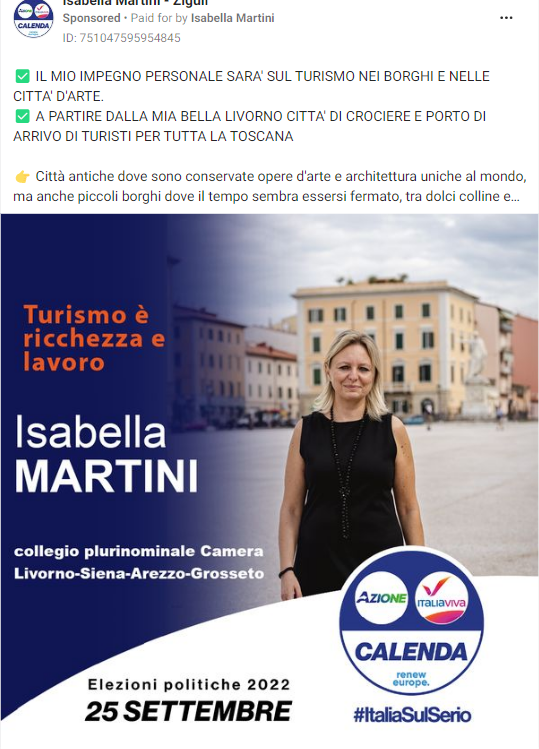 Isabella Martini - Ziguli
Sponsored • Paid for by Isabella Martini
ID: 751047595954845
✅ IL MIO IMPEGNO PERSONALE SARA' SUL TURISMO NEI BORGHI E NELLE
CITTA' D'ARTE.
✅ A PARTIRE DALLA MIA BELLA LIVORNO CITTA' DI CROCIERE E PORTO DI
ARRIVO DI TURISTI PER TUTTA LA TOSCANA
👉 Città antiche dove sono conservate opere d'arte e architettura uniche al mondo,
ma anche piccoli borghi dove il tempo sembra essersi fermato, tra dolci colline e...
Turismo è
ricchezza e
lavoro
Isabella
MARTINI
collegio plurinominale Camera
Livorno-Siena-Arezzo-Grosseto
AZIONE
ITALIAVIVA
CALENDA
renew
europe.
Elezioni politiche 2022
25 SETTEMBRE
#ItaliaSulSerio